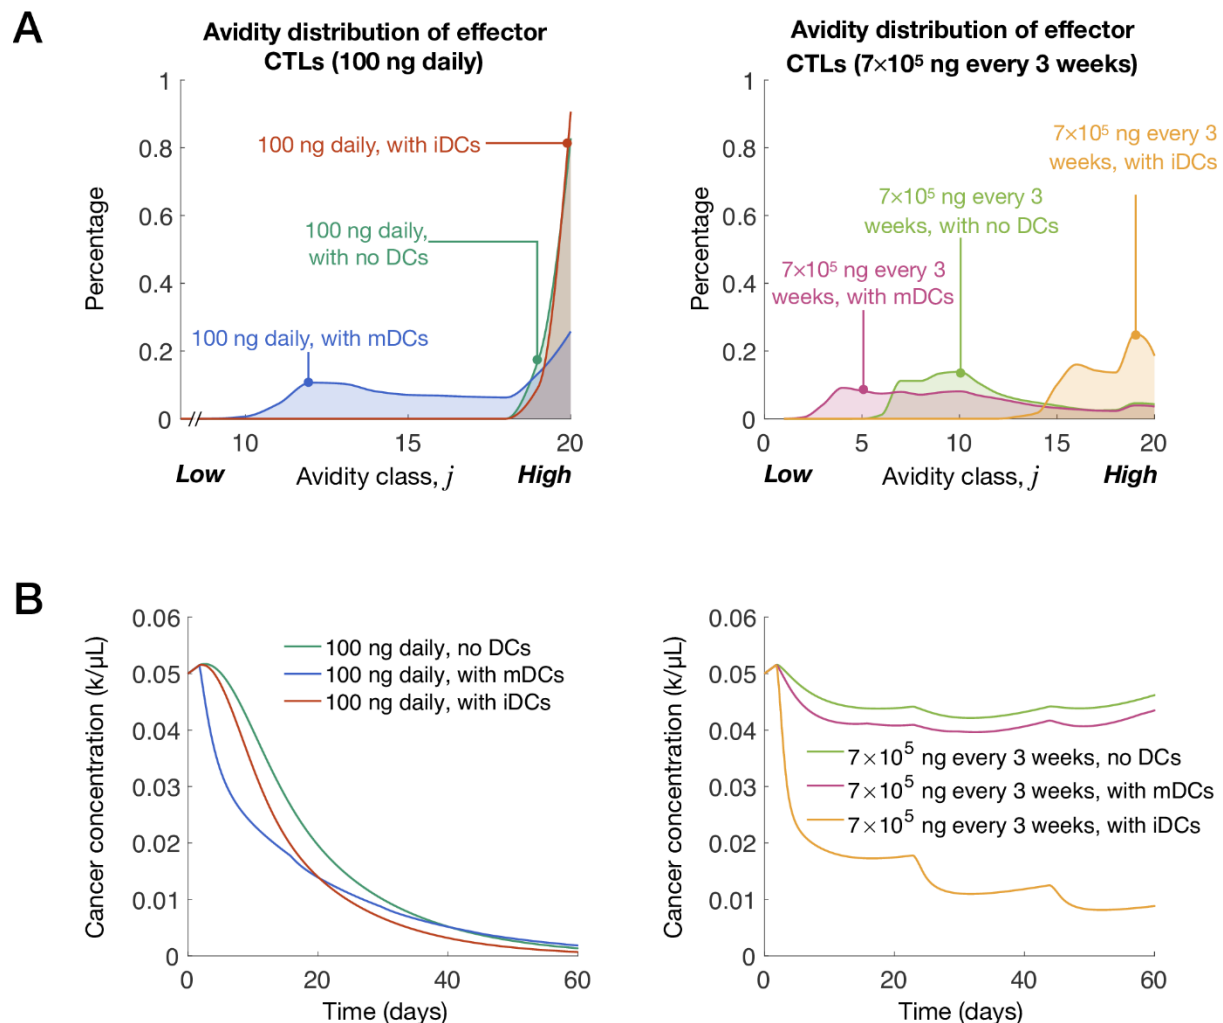 A
Avidity distribution of effector
CTLs (100 ng daily)
1
0.8
0.6
0.4
0.2
0
Percentage
100 ng daily, with iDCs
100 ng daily,
with no DCs
100 ng daily, with mDCs
10
15
20
Low
Avidity class, j
High
Avidity distribution of effector
CTLs (7×10⁵ ng every 3 weeks)
1
0.8
0.6
0.4
0.2
0
Percentage
7×10⁵ ng every 3
weeks, with iDCs
7×10⁵ ng every 3
weeks, with no DCs
7×10⁵ ng every 3
weeks, with mDCs
0
5
10
15
20
Low
Avidity class, j
High
B
0.06
0.05
0.04
0.03
0.02
0.01
0
Cancer concentration (k/μL)
100 ng daily, no DCs
100 ng daily, with mDCs
100 ng daily, with iDCs
0
20
40
60
Time (days)
0.06
0.05
0.04
0.03
0.02
0.01
0
Cancer concentration (k/μL)
7×10⁵ ng every 3 weeks, no DCs
7×10⁵ ng every 3 weeks, with mDCs
7×10⁵ ng every 3 weeks, with iDCs
0
20
40
60
Time (days)